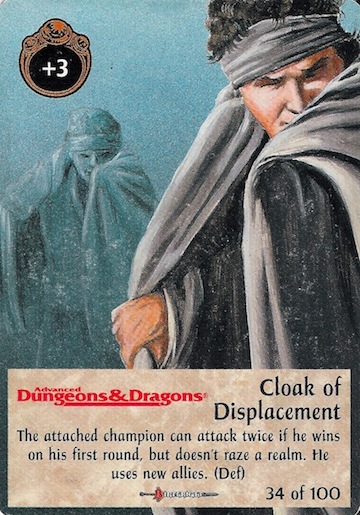 +3
Advanced
Dungeons&Dragons®
Cloak of
Displacement
The attached champion can attack twice if he wins
on his first round, but doesn't raze a realm. He
uses new allies. (Def)
34 of 100